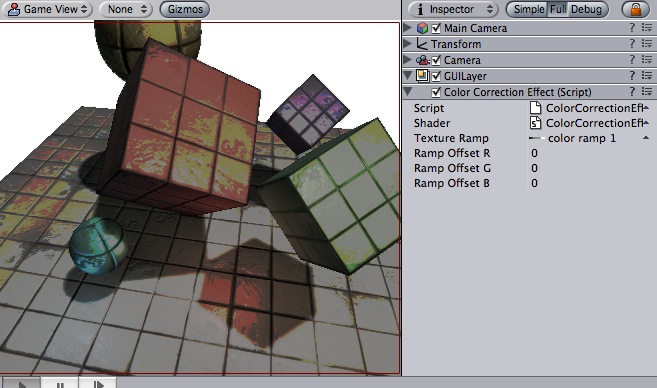 Game View
None
Gizmos
Inspector
Simple Full Debug
Main Camera ?
Transform ?
Camera ?
GUILayer ?
Color Correction Effect (Script) ?
Script ColorCorrectionEff
Shader S ColorCorrectionEff
Texture Ramp color ramp 1
Ramp Offset R 0
Ramp Offset G 0
Ramp Offset B 0